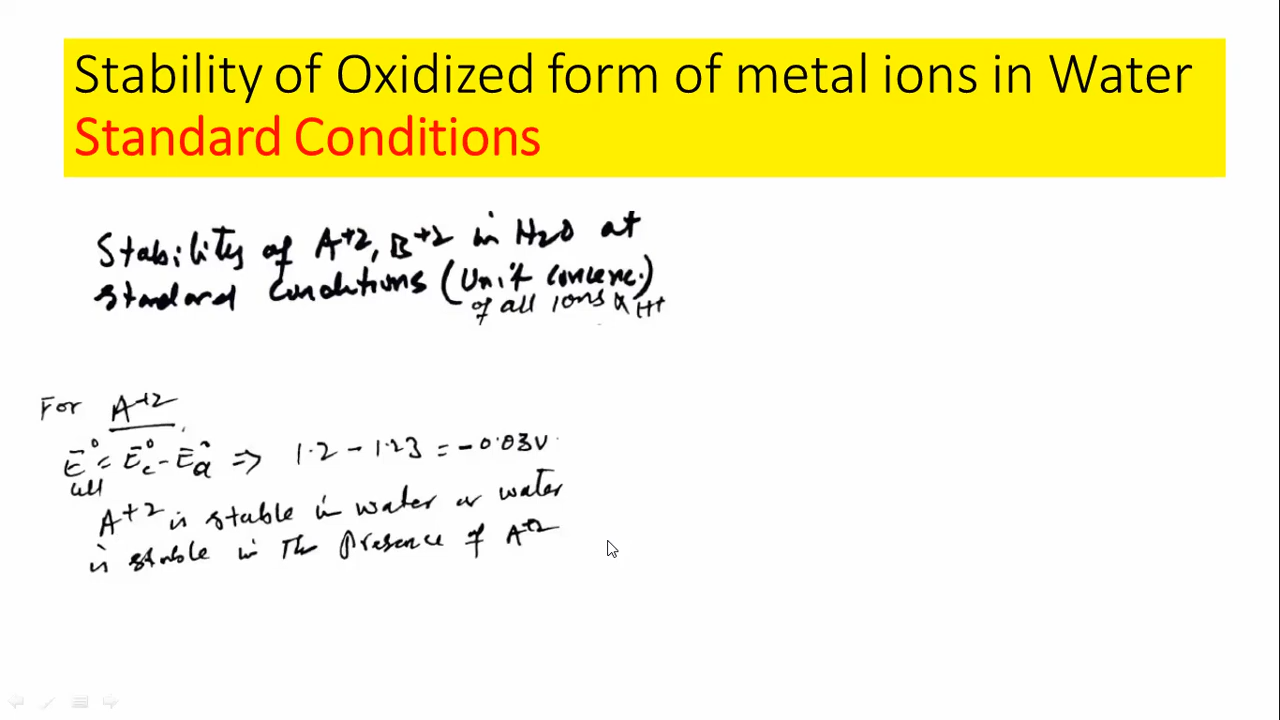 Stability of Oxidized form of metal ions in Water
Standard Conditions
Stability of A+2, B+2 in H2O at
standard conditions (Unit concenc.)
of all ions & H+
For A+2
E°cell = E°c - E°a => 1.2 - 1.23 = -0.03V
A+2 is stable in water or water
is stable in the presence of A+2